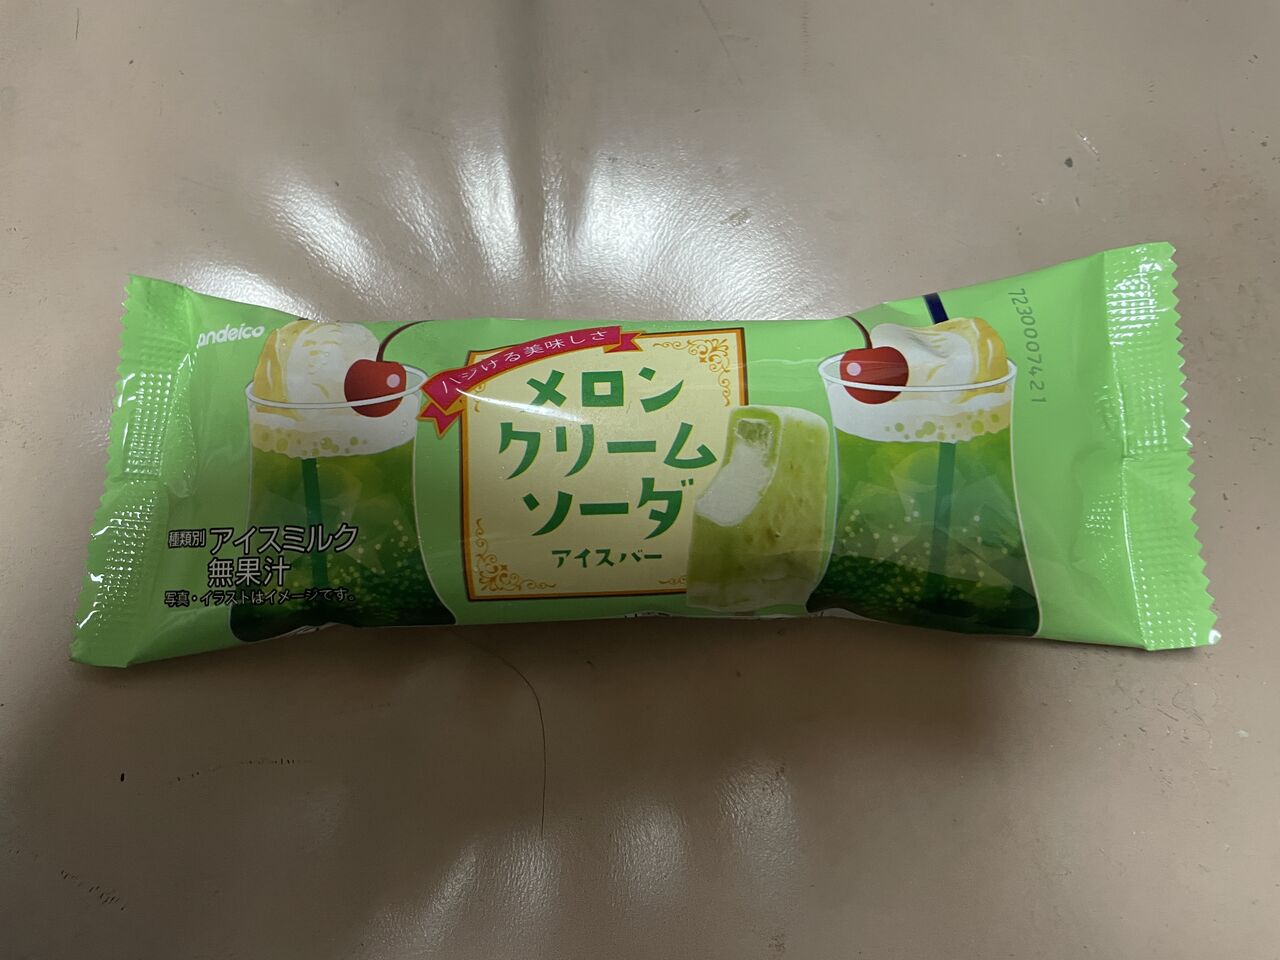 andeico
ハジける美味しさ
メロン
クリーム
ソーダ
アイスバー
種類別 アイスミルク
無果汁
写真・イラストはイメージです。
72300074 21